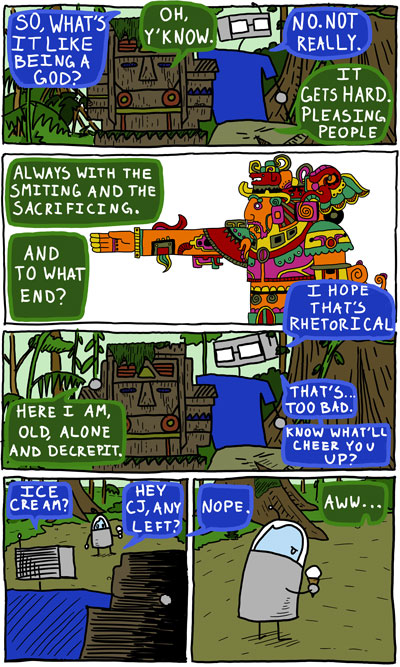 SO, WHAT'S
IT LIKE
BEING A
GOD?
OH,
Y'KNOW.
NO. NOT
REALLY.
IT
GETS HARD.
PLEASING
PEOPLE
ALWAYS WITH THE
SMITING AND THE
SACRIFICING.
AND
TO WHAT
END?
I HOPE
THAT'S
RHETORICAL
HERE I AM,
OLD, ALONE
AND DECREPIT.
THAT'S...
TOO BAD.
KNOW WHAT'LL
CHEER YOU
UP?
ICE
CREAM?
HEY
CJ, ANY
LEFT?
NOPE.
AWW...